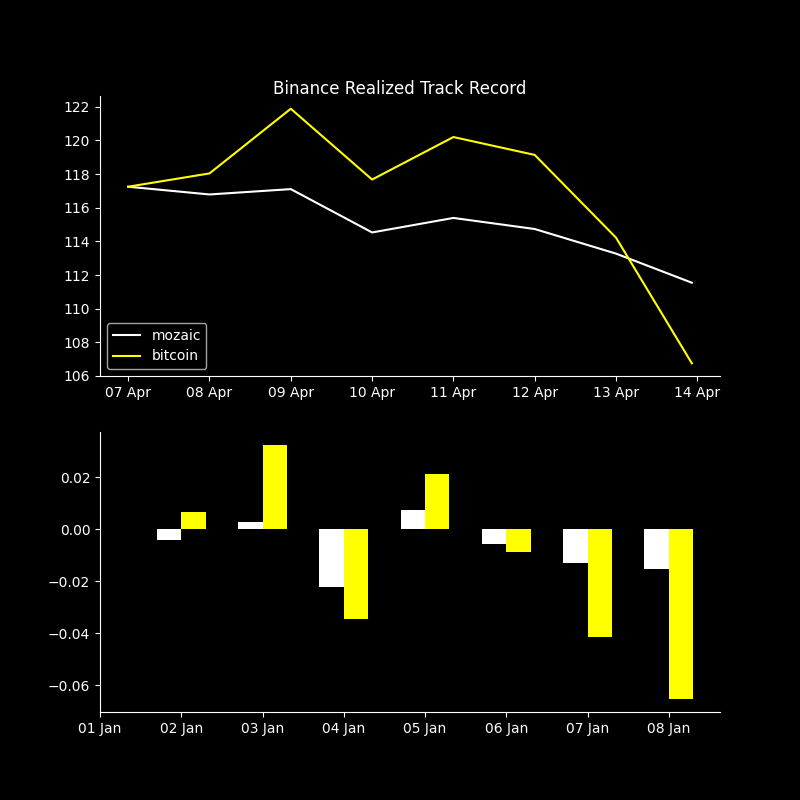 Binance Realized Track Record
122
120
118
116
114
112
110
108
106
mozaic
bitcoin
07 Apr 08 Apr 09 Apr 10 Apr 11 Apr 12 Apr 13 Apr 14 Apr
0.02
0.00
−0.02
−0.04
−0.06
01 Jan 02 Jan 03 Jan 04 Jan 05 Jan 06 Jan 07 Jan 08 Jan